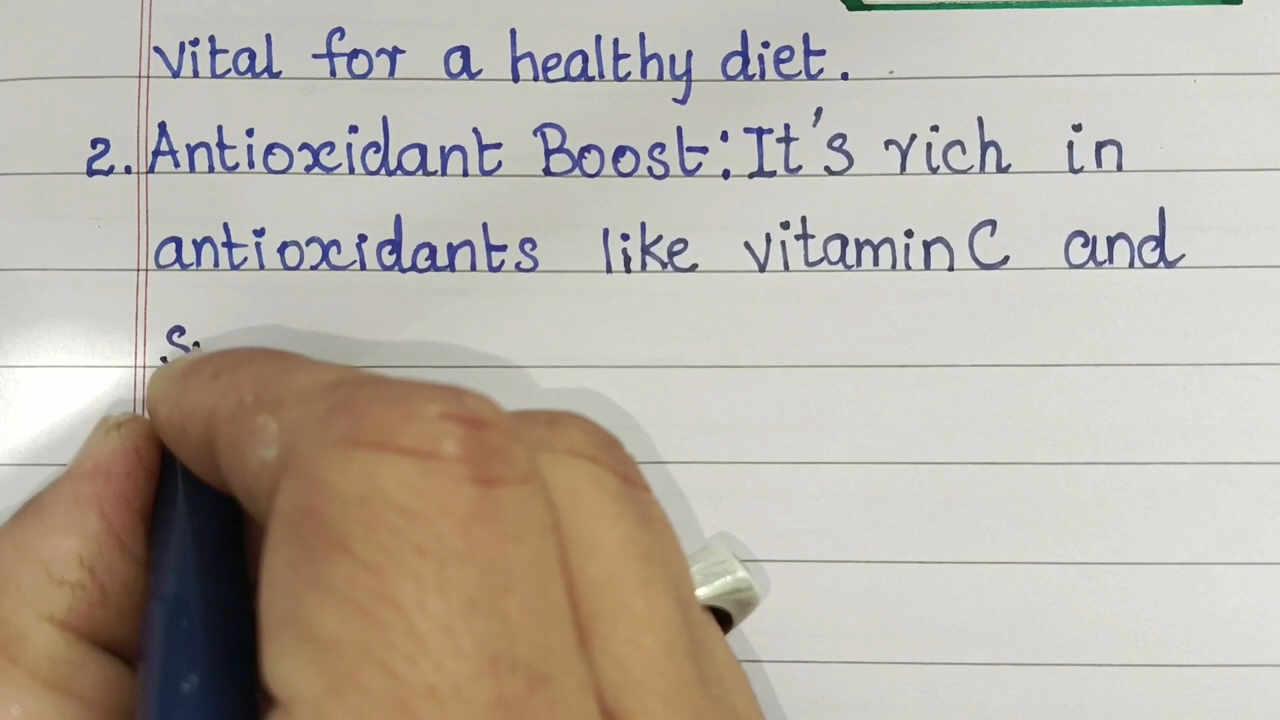 vital for a healthy diet.
2. Antioxidant Boost: It's rich in
antioxidants like vitamin C and